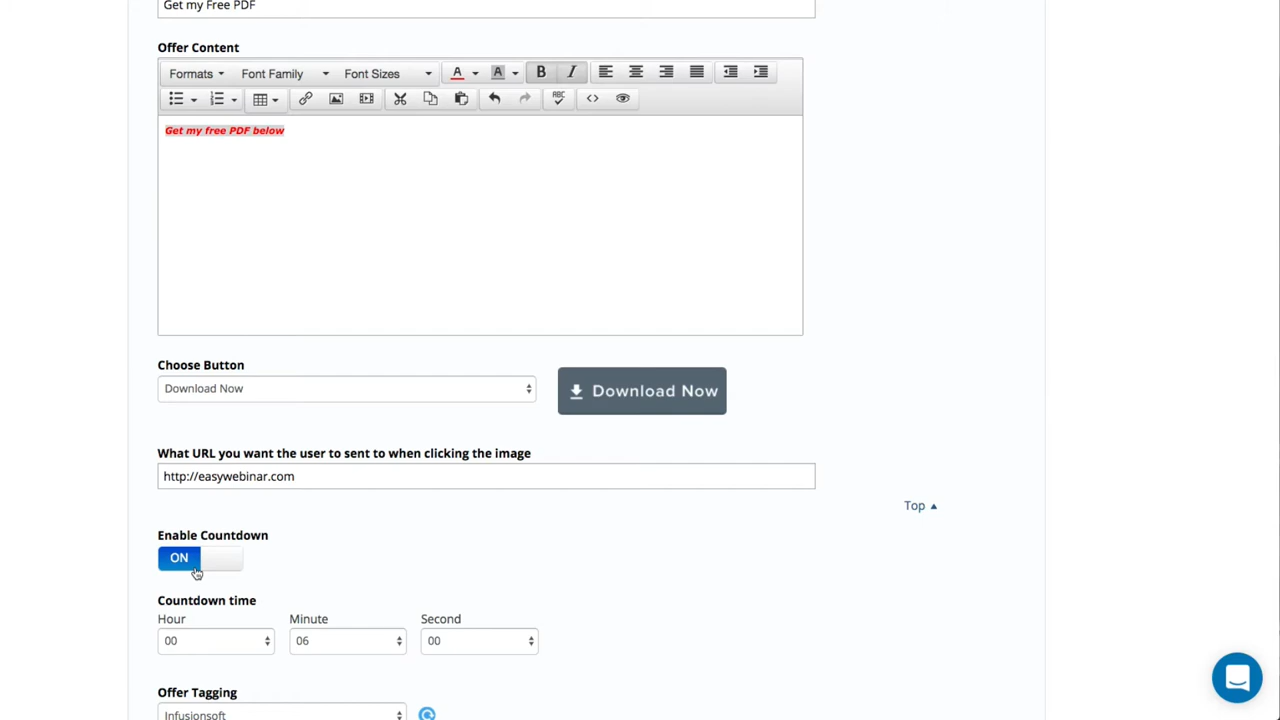 Get my Free PDF
Offer Content
Formats Font Family Font Sizes A A B I
ABC
Get my free PDF below
Choose Button
Download Now
Download Now
What URL you want the user to sent to when clicking the image
http://easywebinar.com
Top
Enable Countdown
ON
Countdown time
Hour Minute Second
00 06 00
Offer Tagging
Infusionsoft